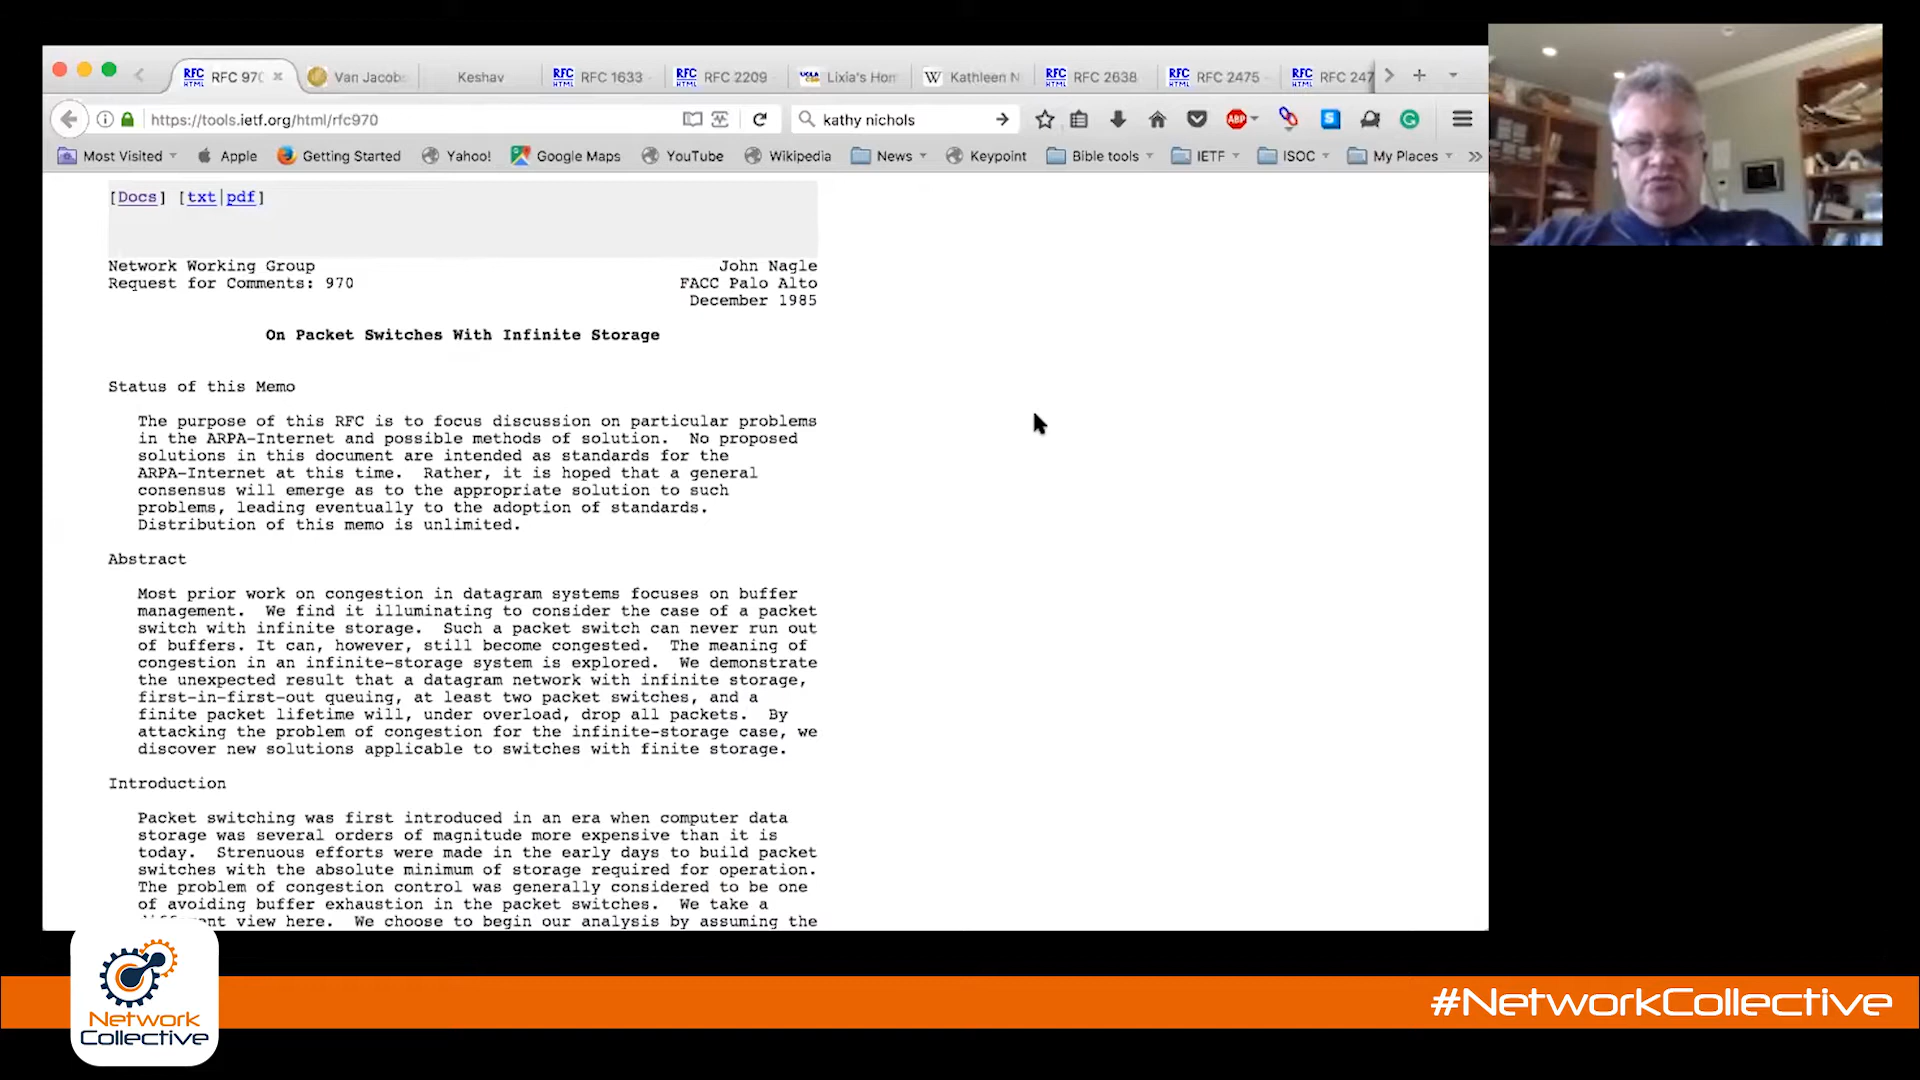 RFC 970
Van Jacobs
Keshav
RFC 1633
RFC 2209
Lixia's Hom
Kathleen N
RFC 2638
RFC 2475
RFC 247
https://tools.ietf.org/html/rfc970
kathy nichols
ABP
Most Visited
Apple
Getting Started
Yahoo!
Google Maps
YouTube
Wikipedia
News
Keypoint
Bible tools
IETF
ISOC
My Places
[Docs] [txt|pdf]
Network Working Group John Nagle
Request for Comments: 970 FACC Palo Alto
December 1985
On Packet Switches With Infinite Storage
Status of this Memo
The purpose of this RFC is to focus discussion on particular problems
in the ARPA-Internet and possible methods of solution. No proposed
solutions in this document are intended as standards for the
ARPA-Internet at this time. Rather, it is hoped that a general
consensus will emerge as to the appropriate solution to such
problems, leading eventually to the adoption of standards.
Distribution of this memo is unlimited.
Abstract
Most prior work on congestion in datagram systems focuses on buffer
management. We find it illuminating to consider the case of a packet
switch with infinite storage. Such a packet switch can never run out
of buffers. It can, however, still become congested. The meaning of
congestion in an infinite-storage system is explored. We demonstrate
the unexpected result that a datagram network with infinite storage,
first-in-first-out queuing, at least two packet switches, and a
finite packet lifetime will, under overload, drop all packets. By
attacking the problem of congestion for the infinite-storage case, we
discover new solutions applicable to switches with finite storage.
Introduction
Packet switching was first introduced in an era when computer data
storage was several orders of magnitude more expensive than it is
today. Strenuous efforts were made in the early days to build packet
switches with the absolute minimum of storage required for operation.
The problem of congestion control was generally considered to be one
of avoiding buffer exhaustion in the packet switches. We take a
different view here. We choose to begin our analysis by assuming the
Network
Collective
#NetworkCollective